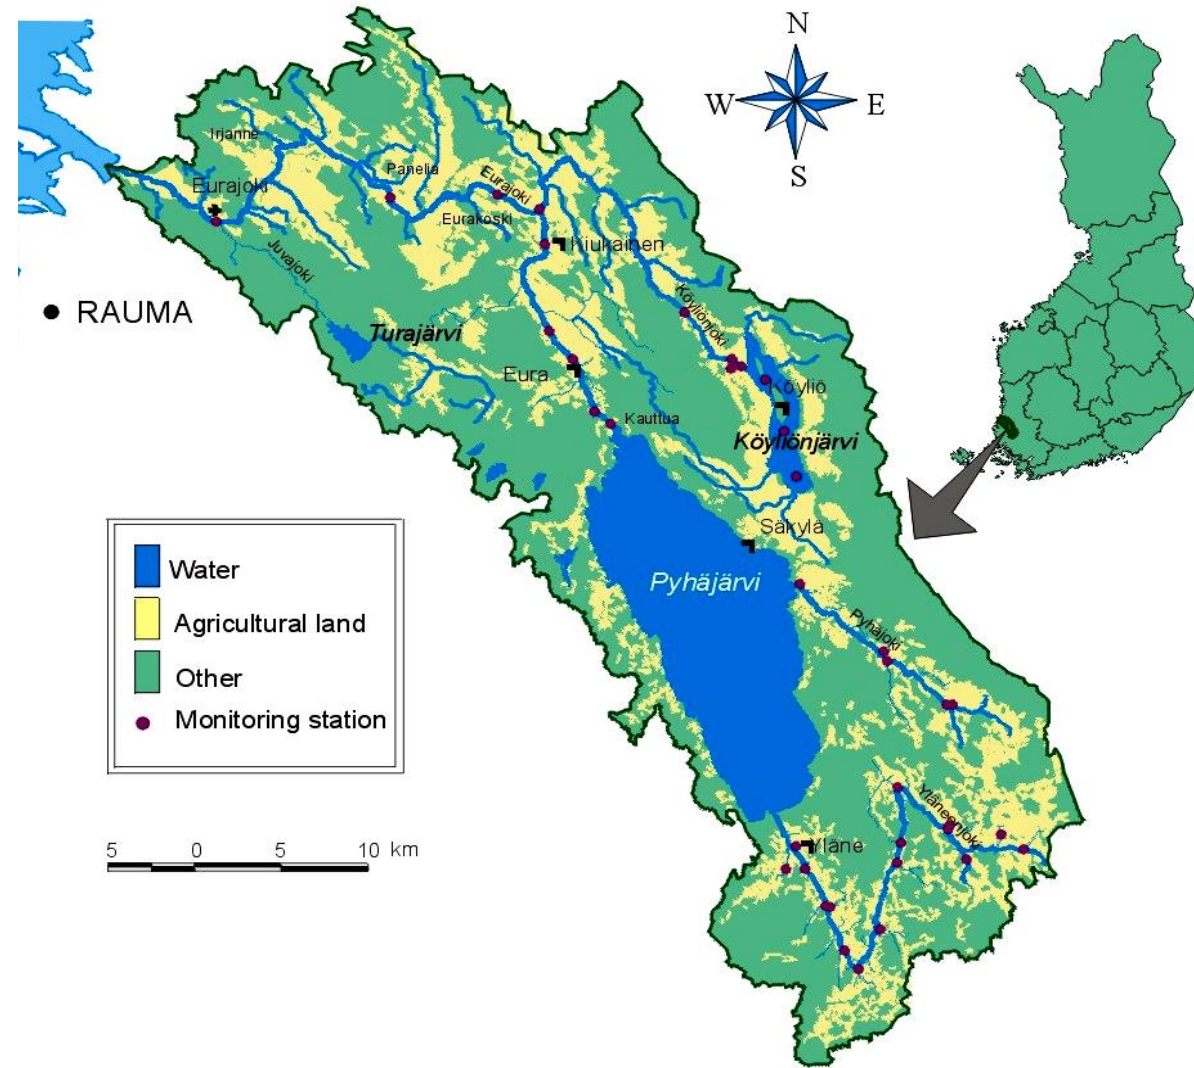 N
W E
S
Irjanne
Panelia
Eurajoki
Eurajoki
Eurakoski
Kiukainen
Juvajoki
RAUMA
Köyliönjoki
Turajärvi
Eura
Köyliö
Kauttua
Köyliönjärvi
Säkylä
Pyhäjärvi
Pyhäjoki
Water
Agricultural land
Other
Monitoring station
Yläneenjoki
Yläne
5 0 5 10 km